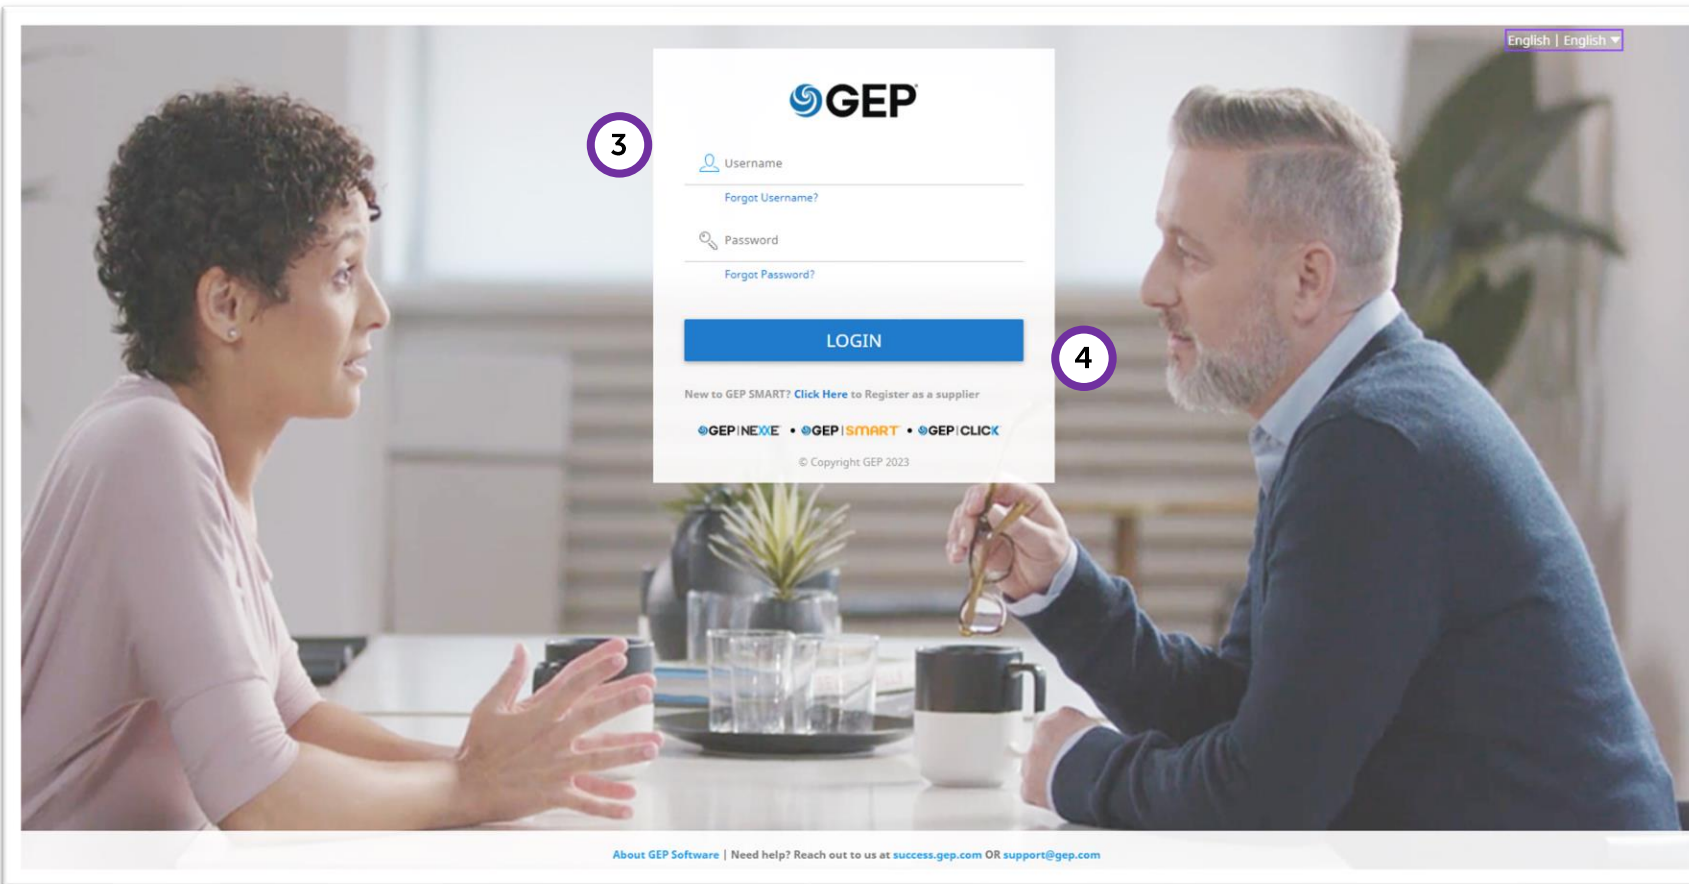 English | English
GEP
3
Username
Forgot Username?
Password
Forgot Password?
LOGIN
4
New to GEP SMART? Click Here to Register as a supplier
GEP|NEXXE • GEP|SMART • GEP|CLICK
© Copyright GEP 2023
About GEP Software | Need help? Reach out to us at success.gep.com OR support@gep.com